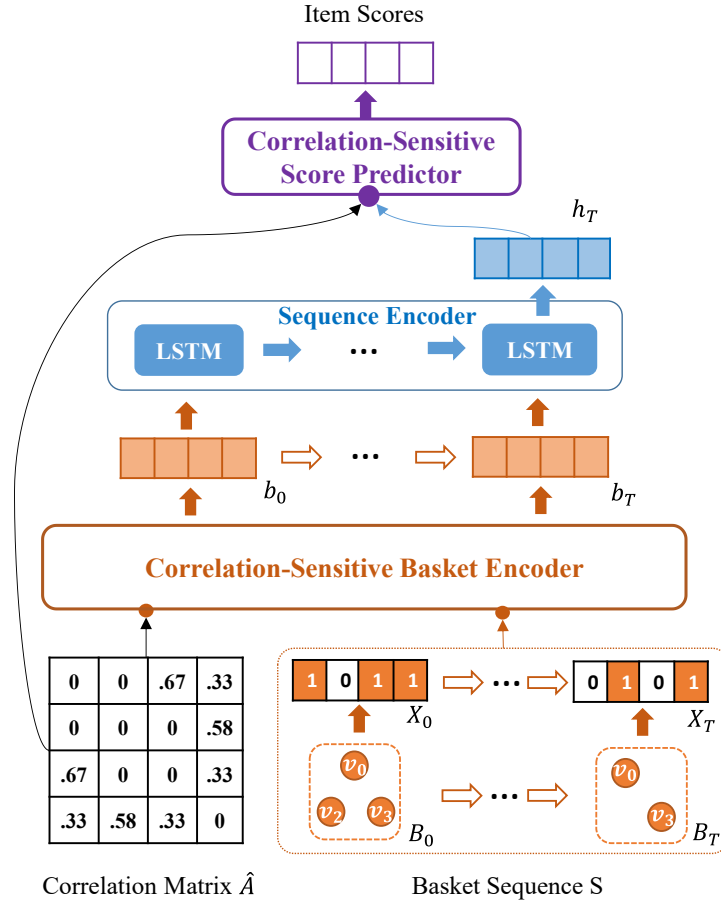 Item Scores
Correlation-Sensitive
Score Predictor
h_T
Sequence Encoder
LSTM ... LSTM
...
b_0 b_T
Correlation-Sensitive Basket Encoder
0 0 .67 .33
0 0 0 .58
.67 0 0 .33
.33 .58 .33 0
1 0 1 1 ... 0 1 0 1
X_0 X_T
v_0 v_0
v_2 v_3 ... v_3
B_0 B_T
Correlation Matrix Â
Basket Sequence S